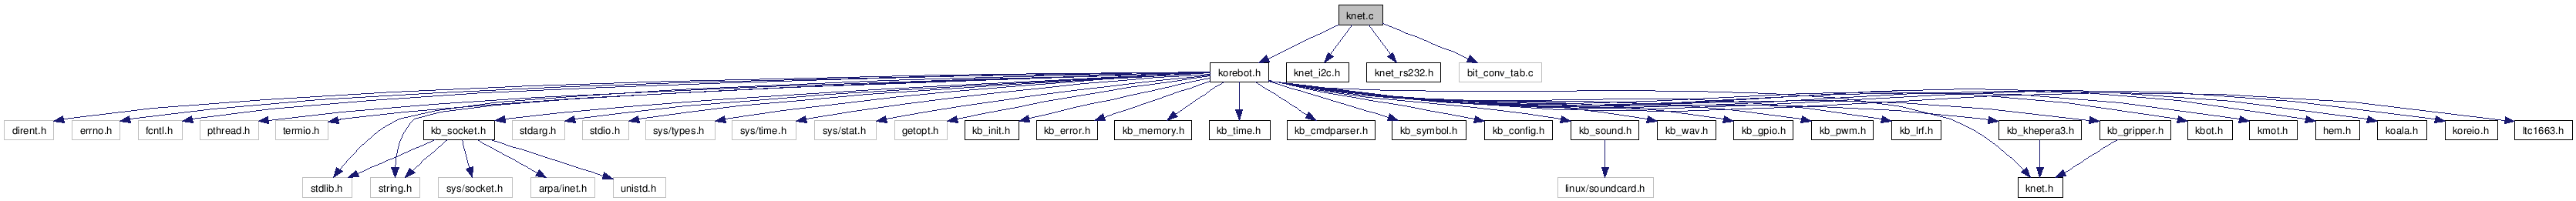 knet.c
korebot.h
knet_i2c.h
knet_rs232.h
bit_conv_tab.c
dirent.h
errno.h
fcntl.h
pthread.h
termio.h
kb_socket.h
stdarg.h
stdio.h
sys/types.h
sys/time.h
sys/stat.h
getopt.h
kb_init.h
kb_error.h
kb_memory.h
kb_time.h
kb_cmdparser.h
kb_symbol.h
kb_config.h
kb_sound.h
kb_wav.h
kb_gpio.h
kb_pwm.h
kb_lrf.h
kb_khepera3.h
kb_gripper.h
kbot.h
kmot.h
hem.h
koala.h
koreio.h
ltc1663.h
stdlib.h
string.h
sys/socket.h
arpa/inet.h
unistd.h
linux/soundcard.h
knet.h